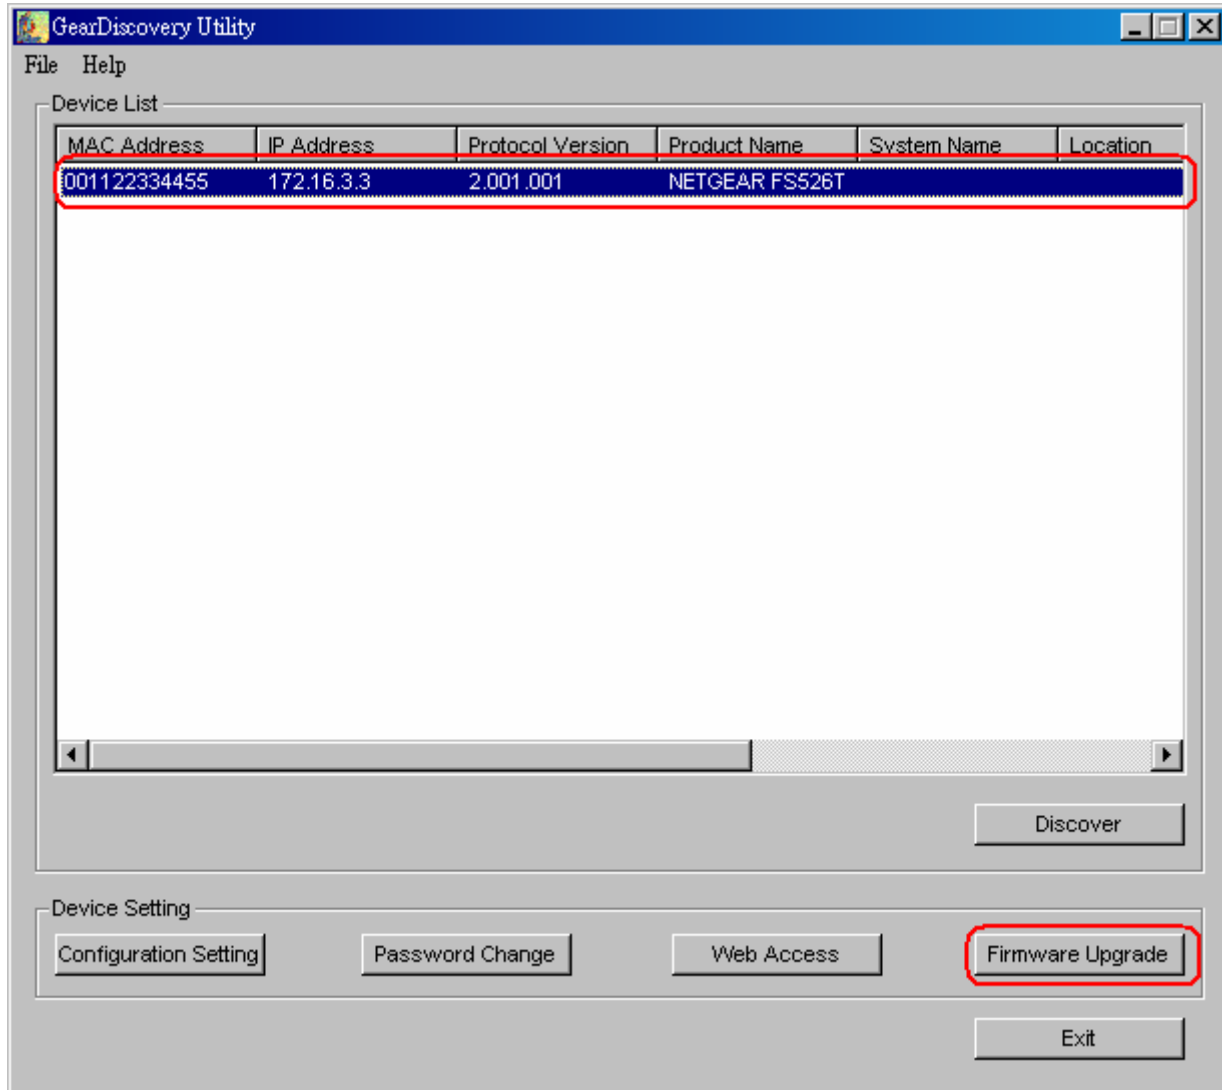 GearDiscovery Utility
File Help
Device List
MAC Address IP Address Protocol Version Product Name System Name Location
001122334455 172.16.3.3 2.001.001 NETGEAR FS526T
Discover
Device Setting
Configuration Setting Password Change Web Access Firmware Upgrade
Exit